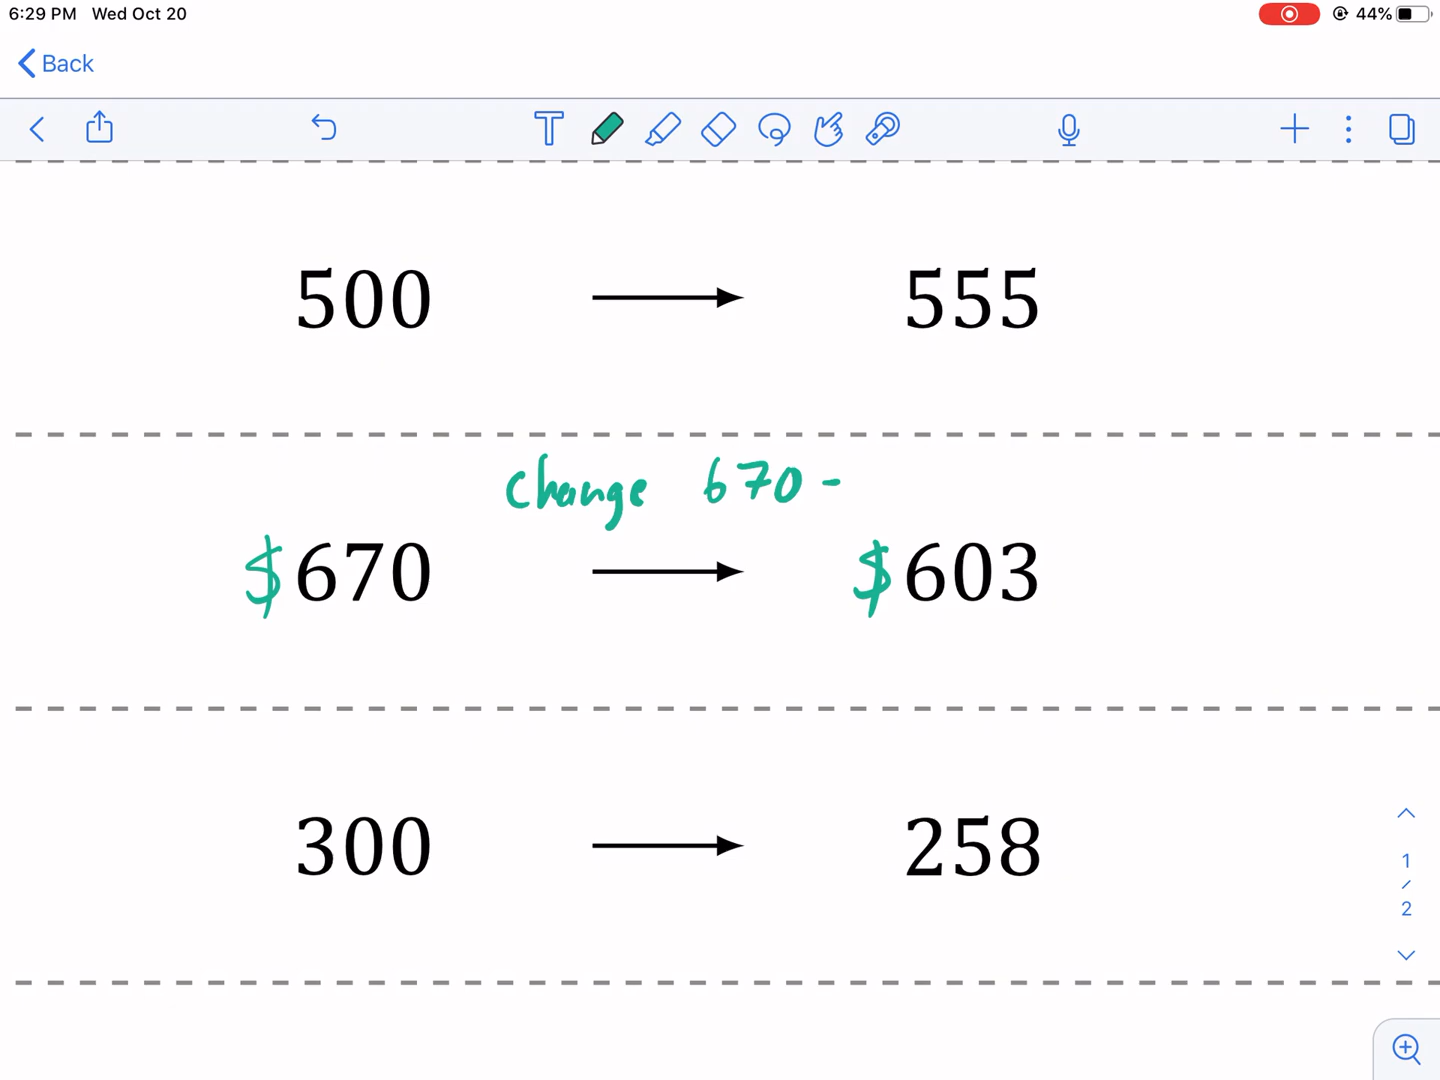 6:29 PM Wed Oct 20
44%
Back
T
500 → 555
change 670 -
$670 → $603
300 → 258
1
/
2